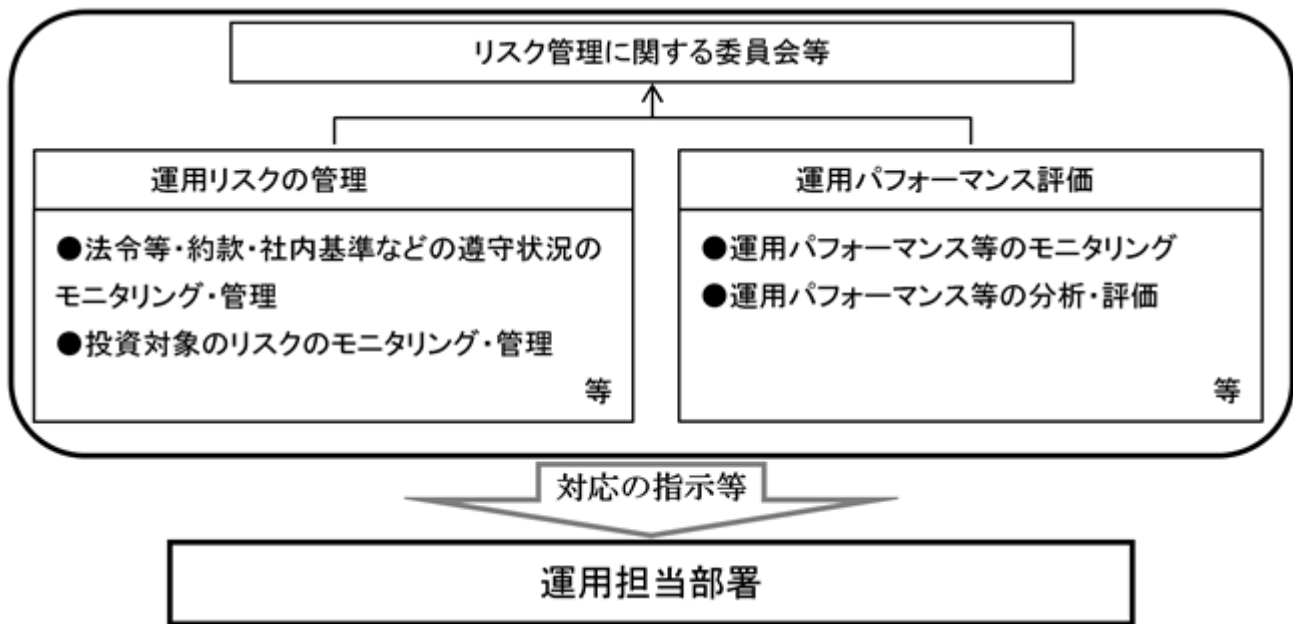 リスク管理に関する委員会等
運用リスクの管理
●法令等・約款・社内基準などの遵守状況の
モニタリング・管理
●投資対象のリスクのモニタリング・管理
等
運用パフォーマンス評価
●運用パフォーマンス等のモニタリング
●運用パフォーマンス等の分析・評価
等
対応の指示等
運用担当部署